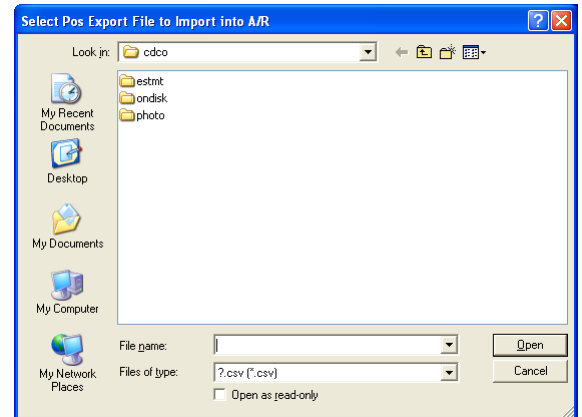 Select Pos Export File to Import into A/R
Look in:
cdco
estmt
ondisk
photo
My Recent
Documents
Desktop
My Documents
My Computer
My Network
Places
File name:
Open
Files of type:
?.csv (*.csv)
Cancel
Open as read-only